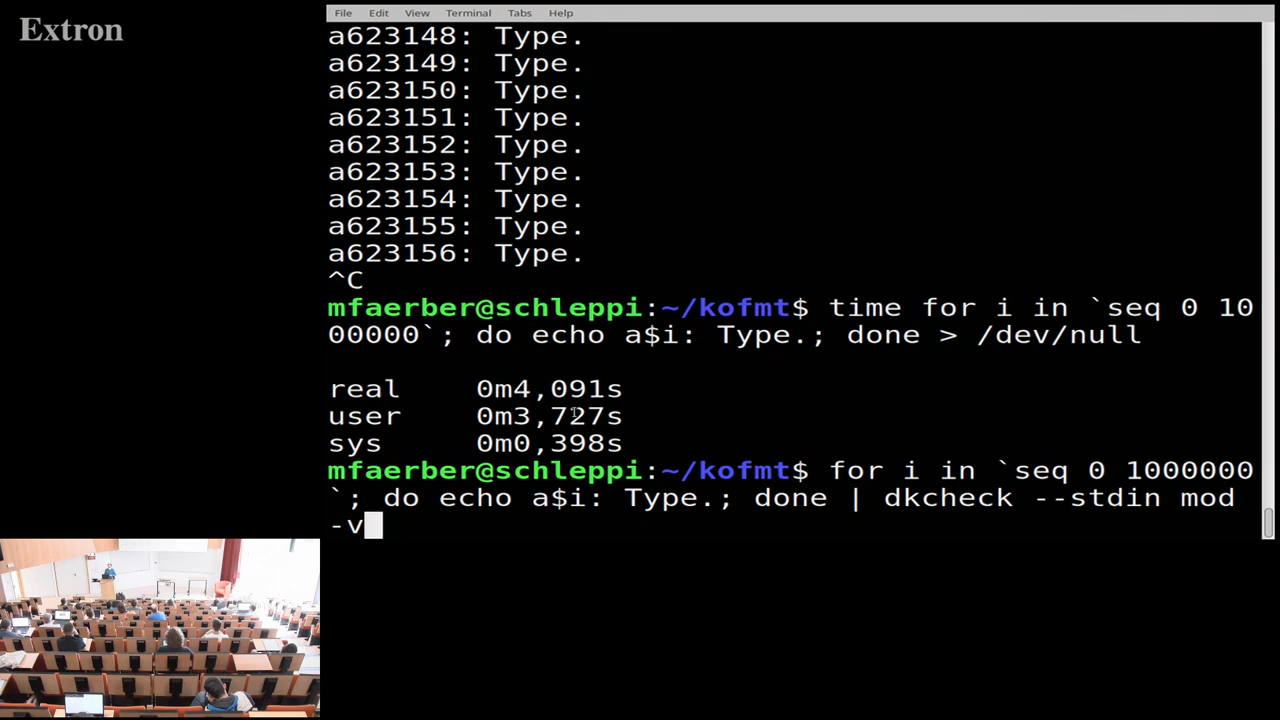 Extron
File Edit View Terminal Tabs Help
a623148: Type.
a623149: Type.
a623150: Type.
a623151: Type.
a623152: Type.
a623153: Type.
a623154: Type.
a623155: Type.
a623156: Type.
^C
mfaerber@schleppi:~/kofmt$ time for i in `seq 0 10
00000`; do echo a$i: Type.; done > /dev/null
real 0m4,091s
user 0m3,727s
sys 0m0,398s
mfaerber@schleppi:~/kofmt$ for i in `seq 0 1000000
`; do echo a$i: Type.; done | dkcheck --stdin mod
-v